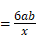 = 6ab/x